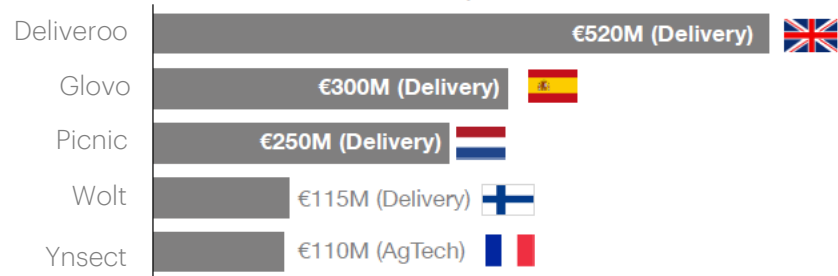 Deliveroo €520M (Delivery)
Glovo €300M (Delivery)
Picnic €250M (Delivery)
Wolt €115M (Delivery)
Ynsect €110M (AgTech)